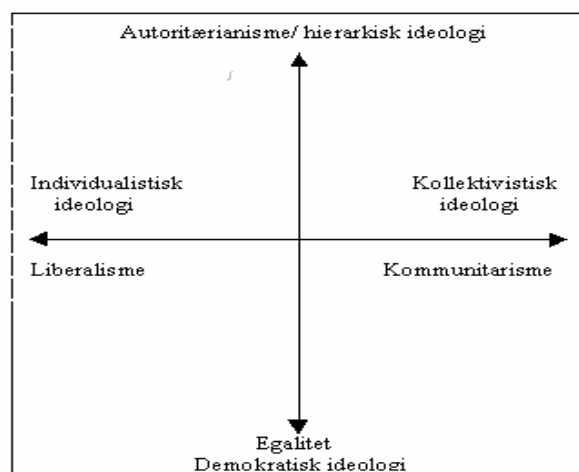 Autoritærianisme/ hierarkisk ideologi
Individualistisk
ideologi
Kollektivistisk
ideologi
Liberalisme
Kommunitarisme
Egalitet
Demokratisk ideologi